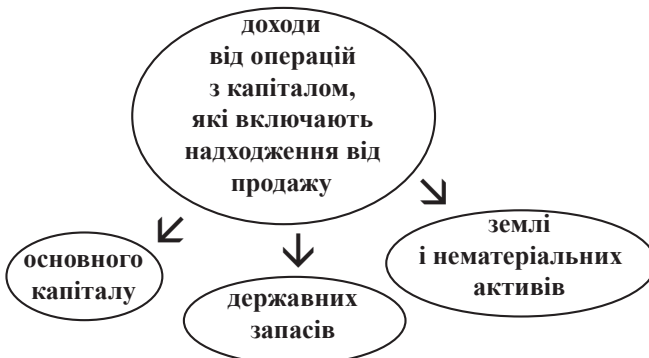 доходи
від операцій
з капіталом,
які включають
надходження від
продажу
основного
капіталу
державних
запасів
землі
і нематеріальних
активів